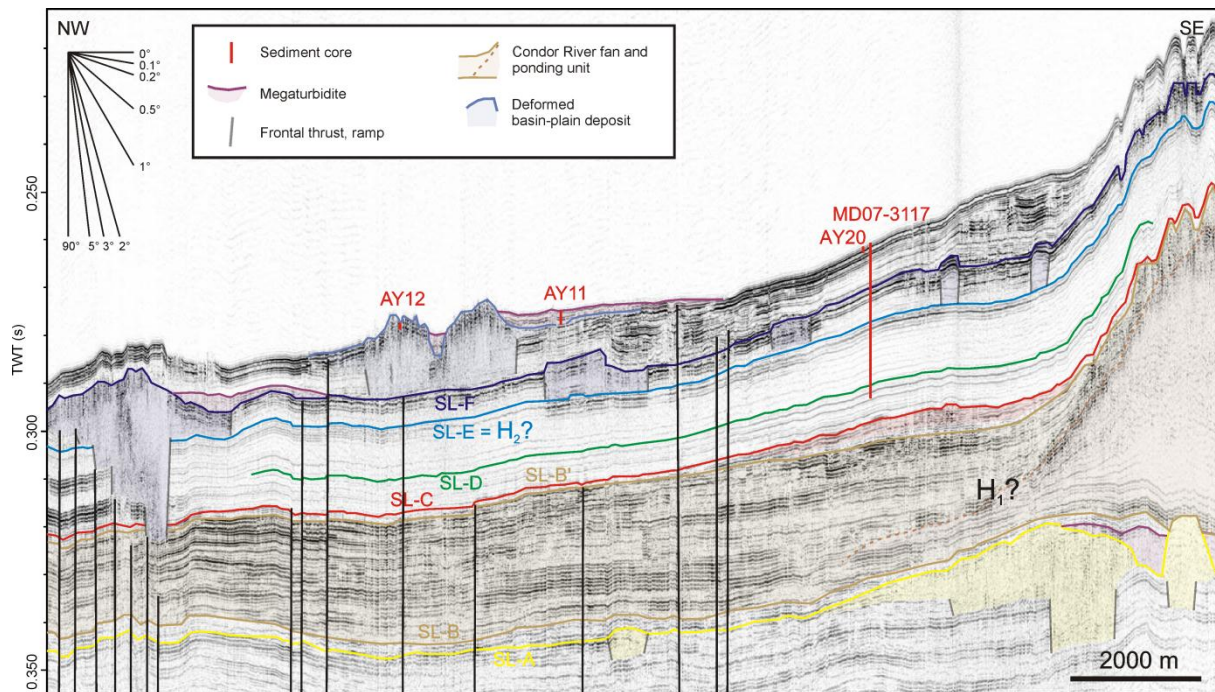 NW
SE
0°
0.1°
0.2°
0.5°
1°
90° 5° 3° 2°
Sediment core
Megaturbidite
Frontal thrust, ramp
Condor River fan and
ponding unit
Deformed
basin-plain deposit
TWT (s)
0.250
0.300
0.350
MD07-3117
AY20
AY12
AY11
SL-F
SL-E = H₂?
SL-D
SL-B'
SL-C
H₁?
SL-B
SL-A
2000 m